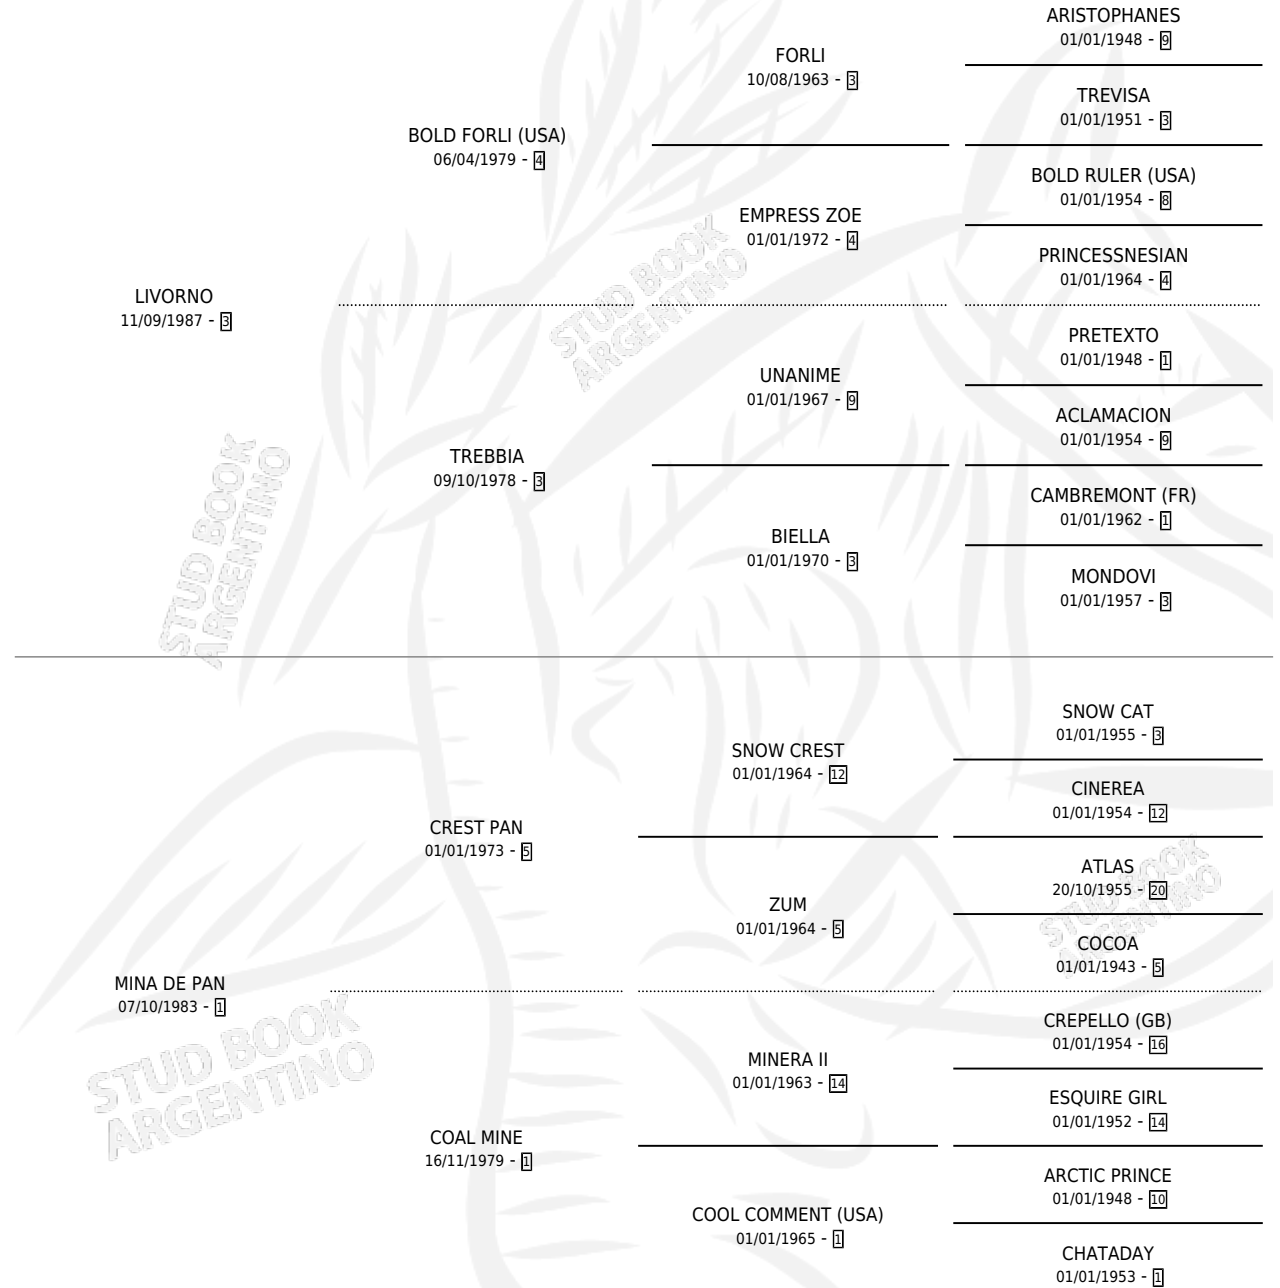 ARISTOPHANES
01/01/1948 - 9
FORLI
10/08/1963 - 3
TREVISA
01/01/1951 - 3
BOLD FORLI (USA)
06/04/1979 - 4
BOLD RULER (USA)
01/01/1954 - 8
EMPRESS ZOE
01/01/1972 - 4
PRINCESSNESIAN
01/01/1964 - 4
LIVORNO
11/09/1987 - 3
PRETEXTO
01/01/1948 - 1
UNANIME
01/01/1967 - 9
ACLAMACION
01/01/1954 - 9
TREBBIA
09/10/1978 - 3
CAMBREMONT (FR)
01/01/1962 - 1
BIELLA
01/01/1970 - 3
MONDOVI
01/01/1957 - 3
SNOW CAT
01/01/1955 - 3
SNOW CREST
01/01/1964 - 12
CINEREA
01/01/1954 - 12
CREST PAN
01/01/1973 - 5
ATLAS
20/10/1955 - 20
ZUM
01/01/1964 - 5
COCOA
01/01/1943 - 5
MINA DE PAN
07/10/1983 - 1
CREPELLO (GB)
01/01/1954 - 16
MINERA II
01/01/1963 - 14
ESQUIRE GIRL
01/01/1952 - 14
COAL MINE
16/11/1979 - 1
ARCTIC PRINCE
01/01/1948 - 10
COOL COMMENT (USA)
01/01/1965 - 1
CHATADAY
01/01/1953 - 1
STUD BOOK
ARGENTINO
STUD BOOK
ARGENTINO
STUD BOOK
ARGENTINO
STUD BOOK
ARGENTINO